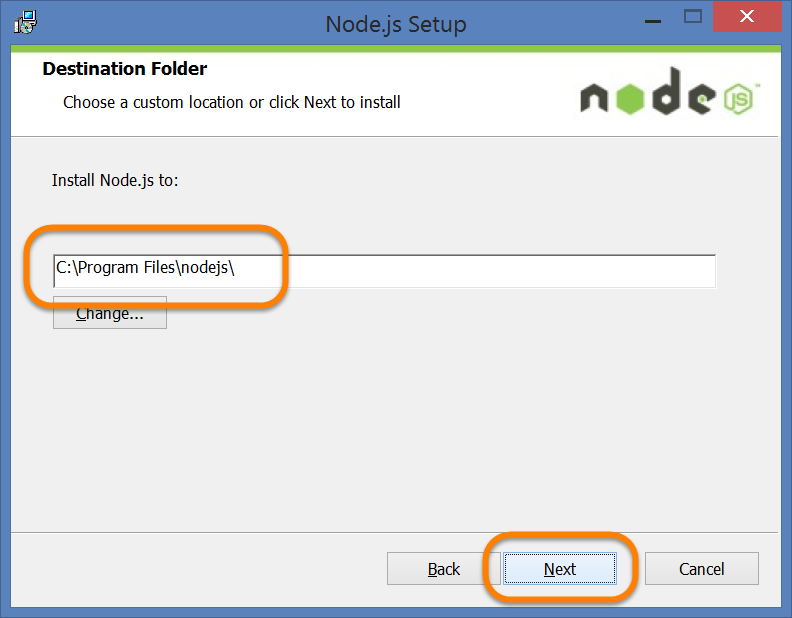 Node.js Setup
Destination Folder
Choose a custom location or click Next to install
node JS™
Install Node.js to:
C:\Program Files\nodejs\
Change...
Back Next Cancel